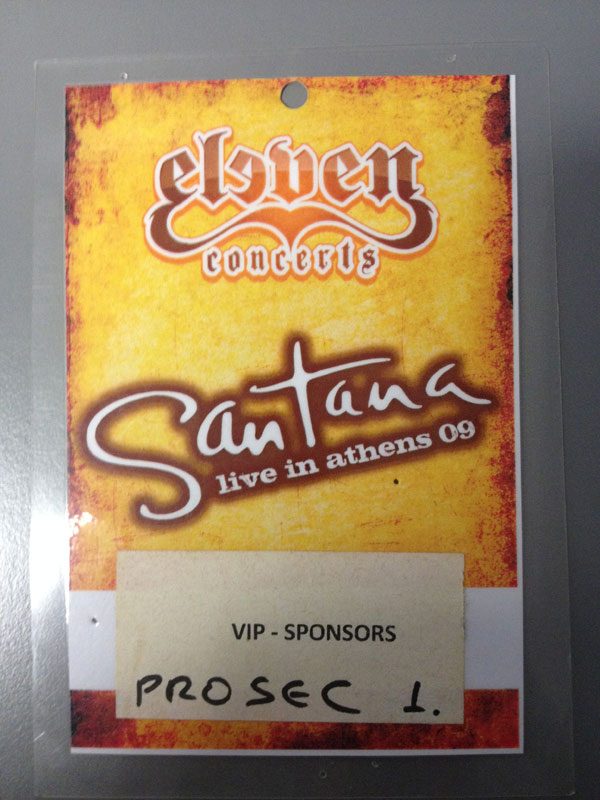 eleven
concerts
Santana
live in athens 09
VIP - SPONSORS
PROSEC 1.